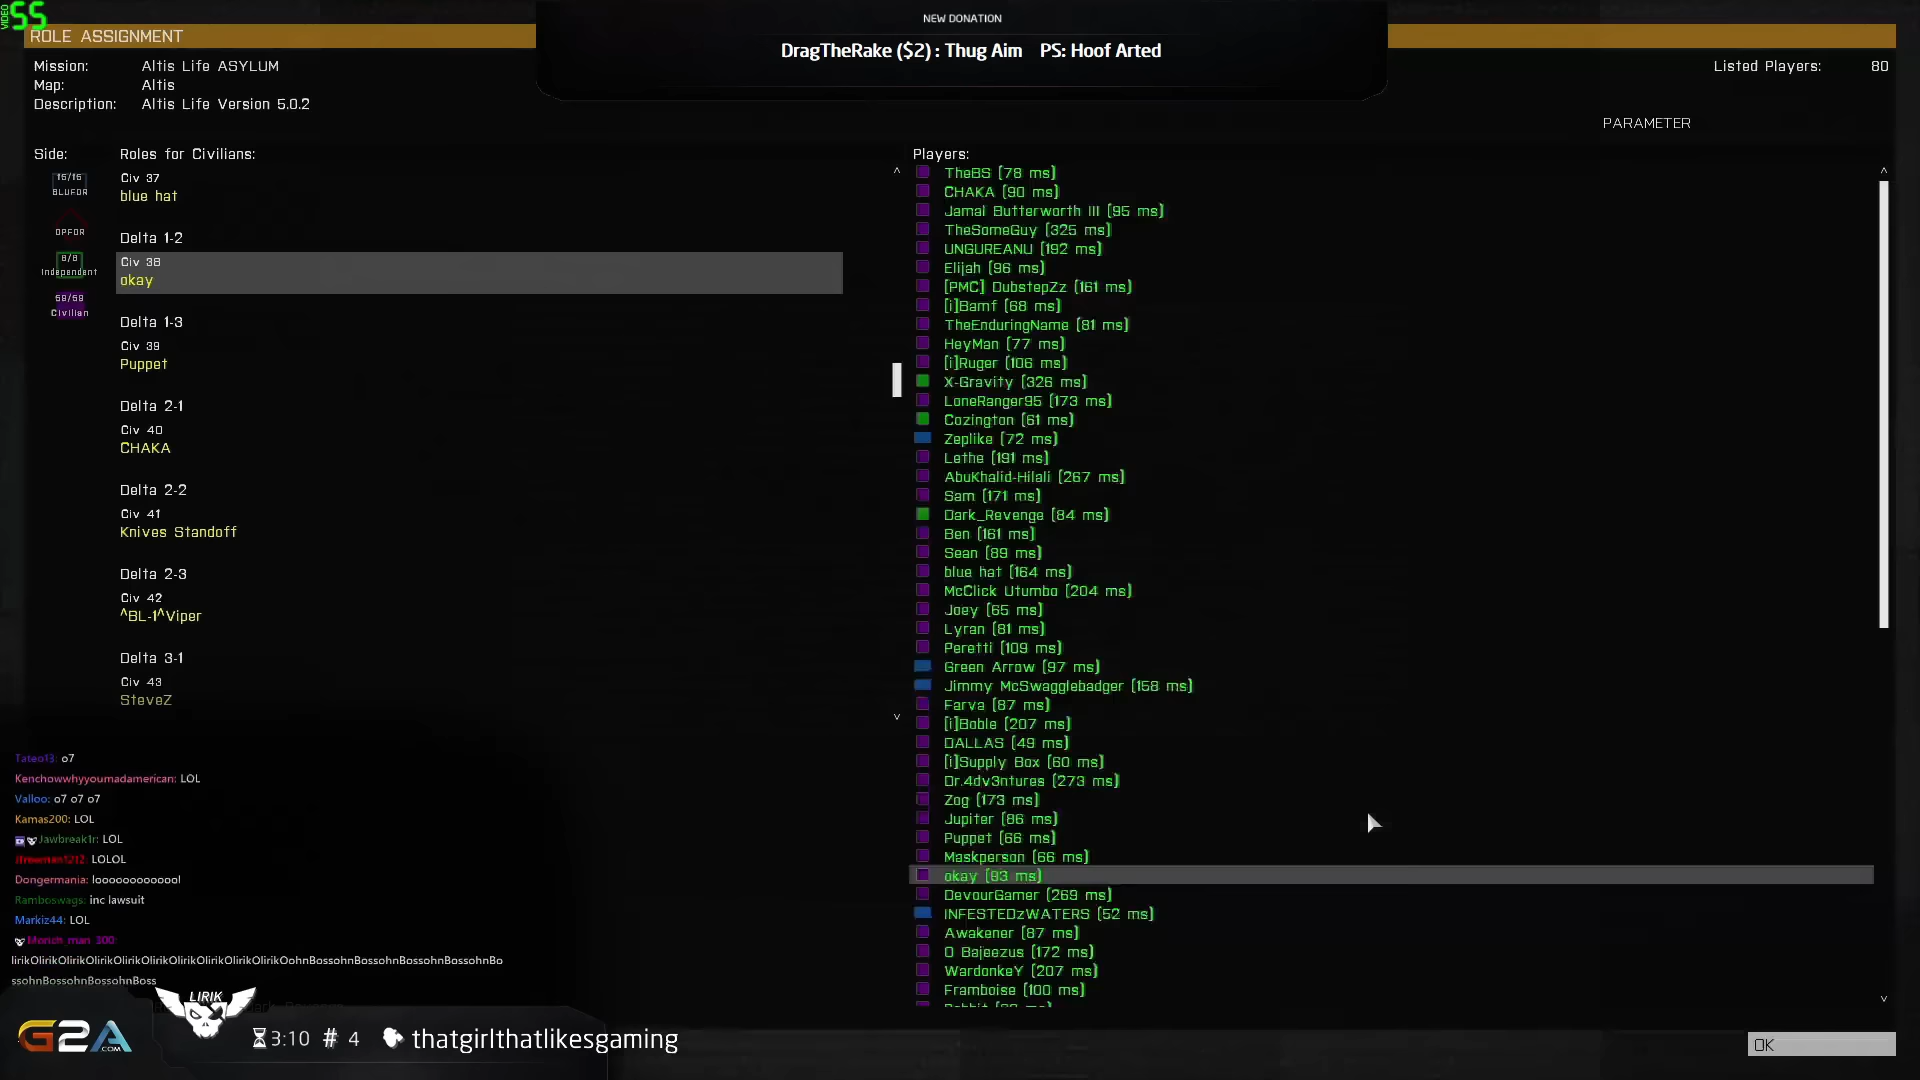 VIDEO
55
NEW DONATION
DragTheRake ($2) : Thug Aim PS: Hoof Arted
ROLE ASSIGNMENT
Mission: Altis Life ASYLUM
Map: Altis
Description: Altis Life Version 5.0.2
Listed Players: 80
PARAMETER
Side:
15/15
BLUFOR
OPFOR
8/8
Independent
58/58
Civilian
Roles for Civilians:
Civ 37
blue hat
Delta 1-2
Civ 38
okay
Delta 1-3
Civ 39
Puppet
Delta 2-1
Civ 40
CHAKA
Delta 2-2
Civ 41
Knives Standoff
Delta 2-3
Civ 42
^BL-1^Viper
Delta 3-1
Civ 43
SteveZ
Players:
TheBS (78 ms)
CHAKA (90 ms)
Jamal Butterworth III (95 ms)
TheSomeGuy (325 ms)
UNGUREANU (192 ms)
Elijah (96 ms)
[PMC] DubstepZz (161 ms)
[i]Bamf (68 ms)
TheEnduringName (81 ms)
HeyMan (77 ms)
[i]Ruger (106 ms)
X-Gravity (326 ms)
LoneRanger95 (173 ms)
Cozington (61 ms)
Zeplike (72 ms)
Lethe (191 ms)
AbuKhalid-Hilali (267 ms)
Sam (171 ms)
Dark_Revenge (84 ms)
Ben (161 ms)
Sean (89 ms)
blue hat (164 ms)
McClick Utumbo (204 ms)
Joey (65 ms)
Lyran (81 ms)
Peretti (109 ms)
Green Arrow (97 ms)
Jimmy McSwagglebadger (158 ms)
Farva (87 ms)
[i]Boble (207 ms)
DALLAS (49 ms)
[i]Supply Box (60 ms)
Dr.4dv3ntures (273 ms)
Zog (173 ms)
Jupiter (86 ms)
Puppet (66 ms)
Maskperson (66 ms)
okay (93 ms)
DevourGamer (269 ms)
INFESTEDzWATERS (52 ms)
Awakener (87 ms)
O Bajeezus (172 ms)
WardonkeY (207 ms)
Framboise (100 ms)
Tateo13: o7
Kenchowwhyyoumadamerican: LOL
Valloo: o7 o7 o7
Kamas200: LOL
Jawbreak1r: LOL
LOLOL
Dongermania: loooooooooool
Ramboswags: inc lawsuit
Markiz44: LOL
Morich_man_300
lirikOlirikOlirikOlirikOlirikOlirikOlirikOlirikOlirikOohnBossohnBossohnBossohnBossohnBo
ssohnBossohnBossohnBoss
LIRIK
G2A
.COM
3:10 # 4 thatgirlthatlikesgaming
OK